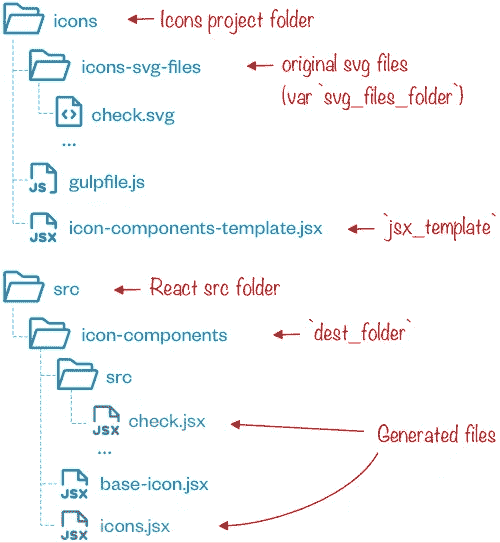 icons ← Icons project folder
icons-svg-files ← original svg files
(var `svg_files_folder`)
check.svg
...
JS gulpfile.js
JSX icon-components-template.jsx ← `jsx_template`
src ← React src folder
icon-components ← `dest_folder`
src
JSX check.jsx
...
Generated files
JSX base-icon.jsx
JSX icons.jsx